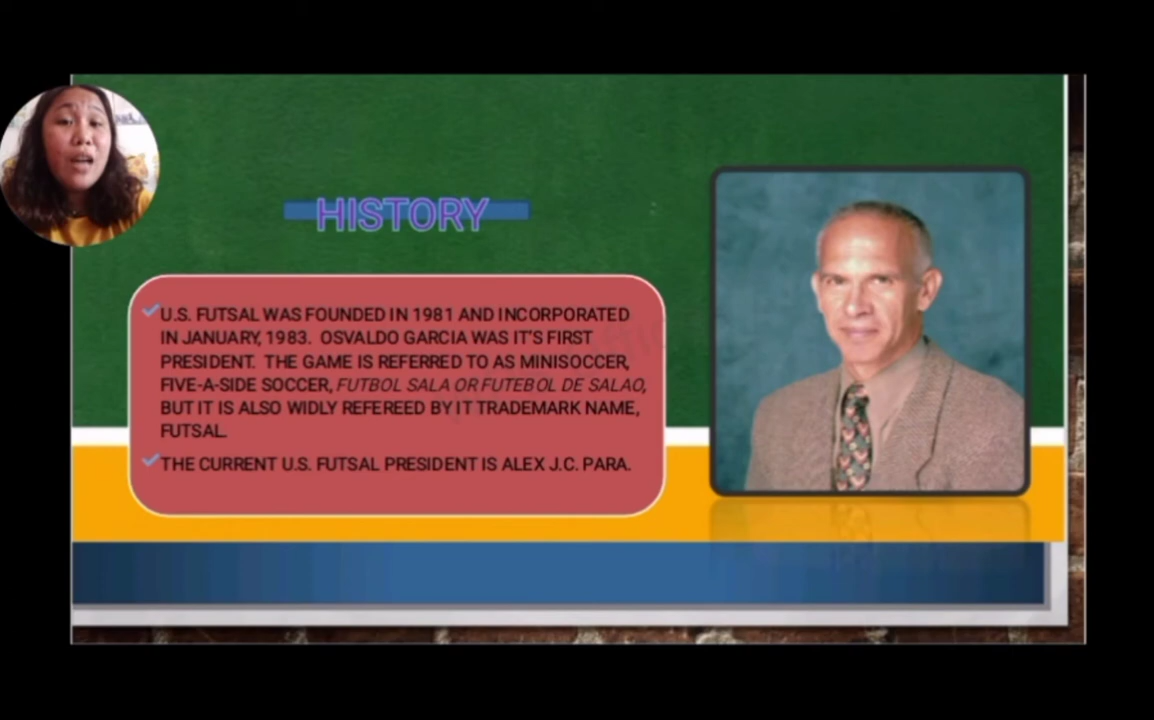 HISTORY
U.S. FUTSAL WAS FOUNDED IN 1981 AND INCORPORATED
IN JANUARY, 1983. OSVALDO GARCIA WAS IT'S FIRST
PRESIDENT. THE GAME IS REFERRED TO AS MINISOCCER,
FIVE-A-SIDE SOCCER, FUTBOL SALA OR FUTEBOL DE SALAO,
BUT IT IS ALSO WIDLY REFEREED BY IT TRADEMARK NAME,
FUTSAL.
THE CURRENT U.S. FUTSAL PRESIDENT IS ALEX J.C. PARA.